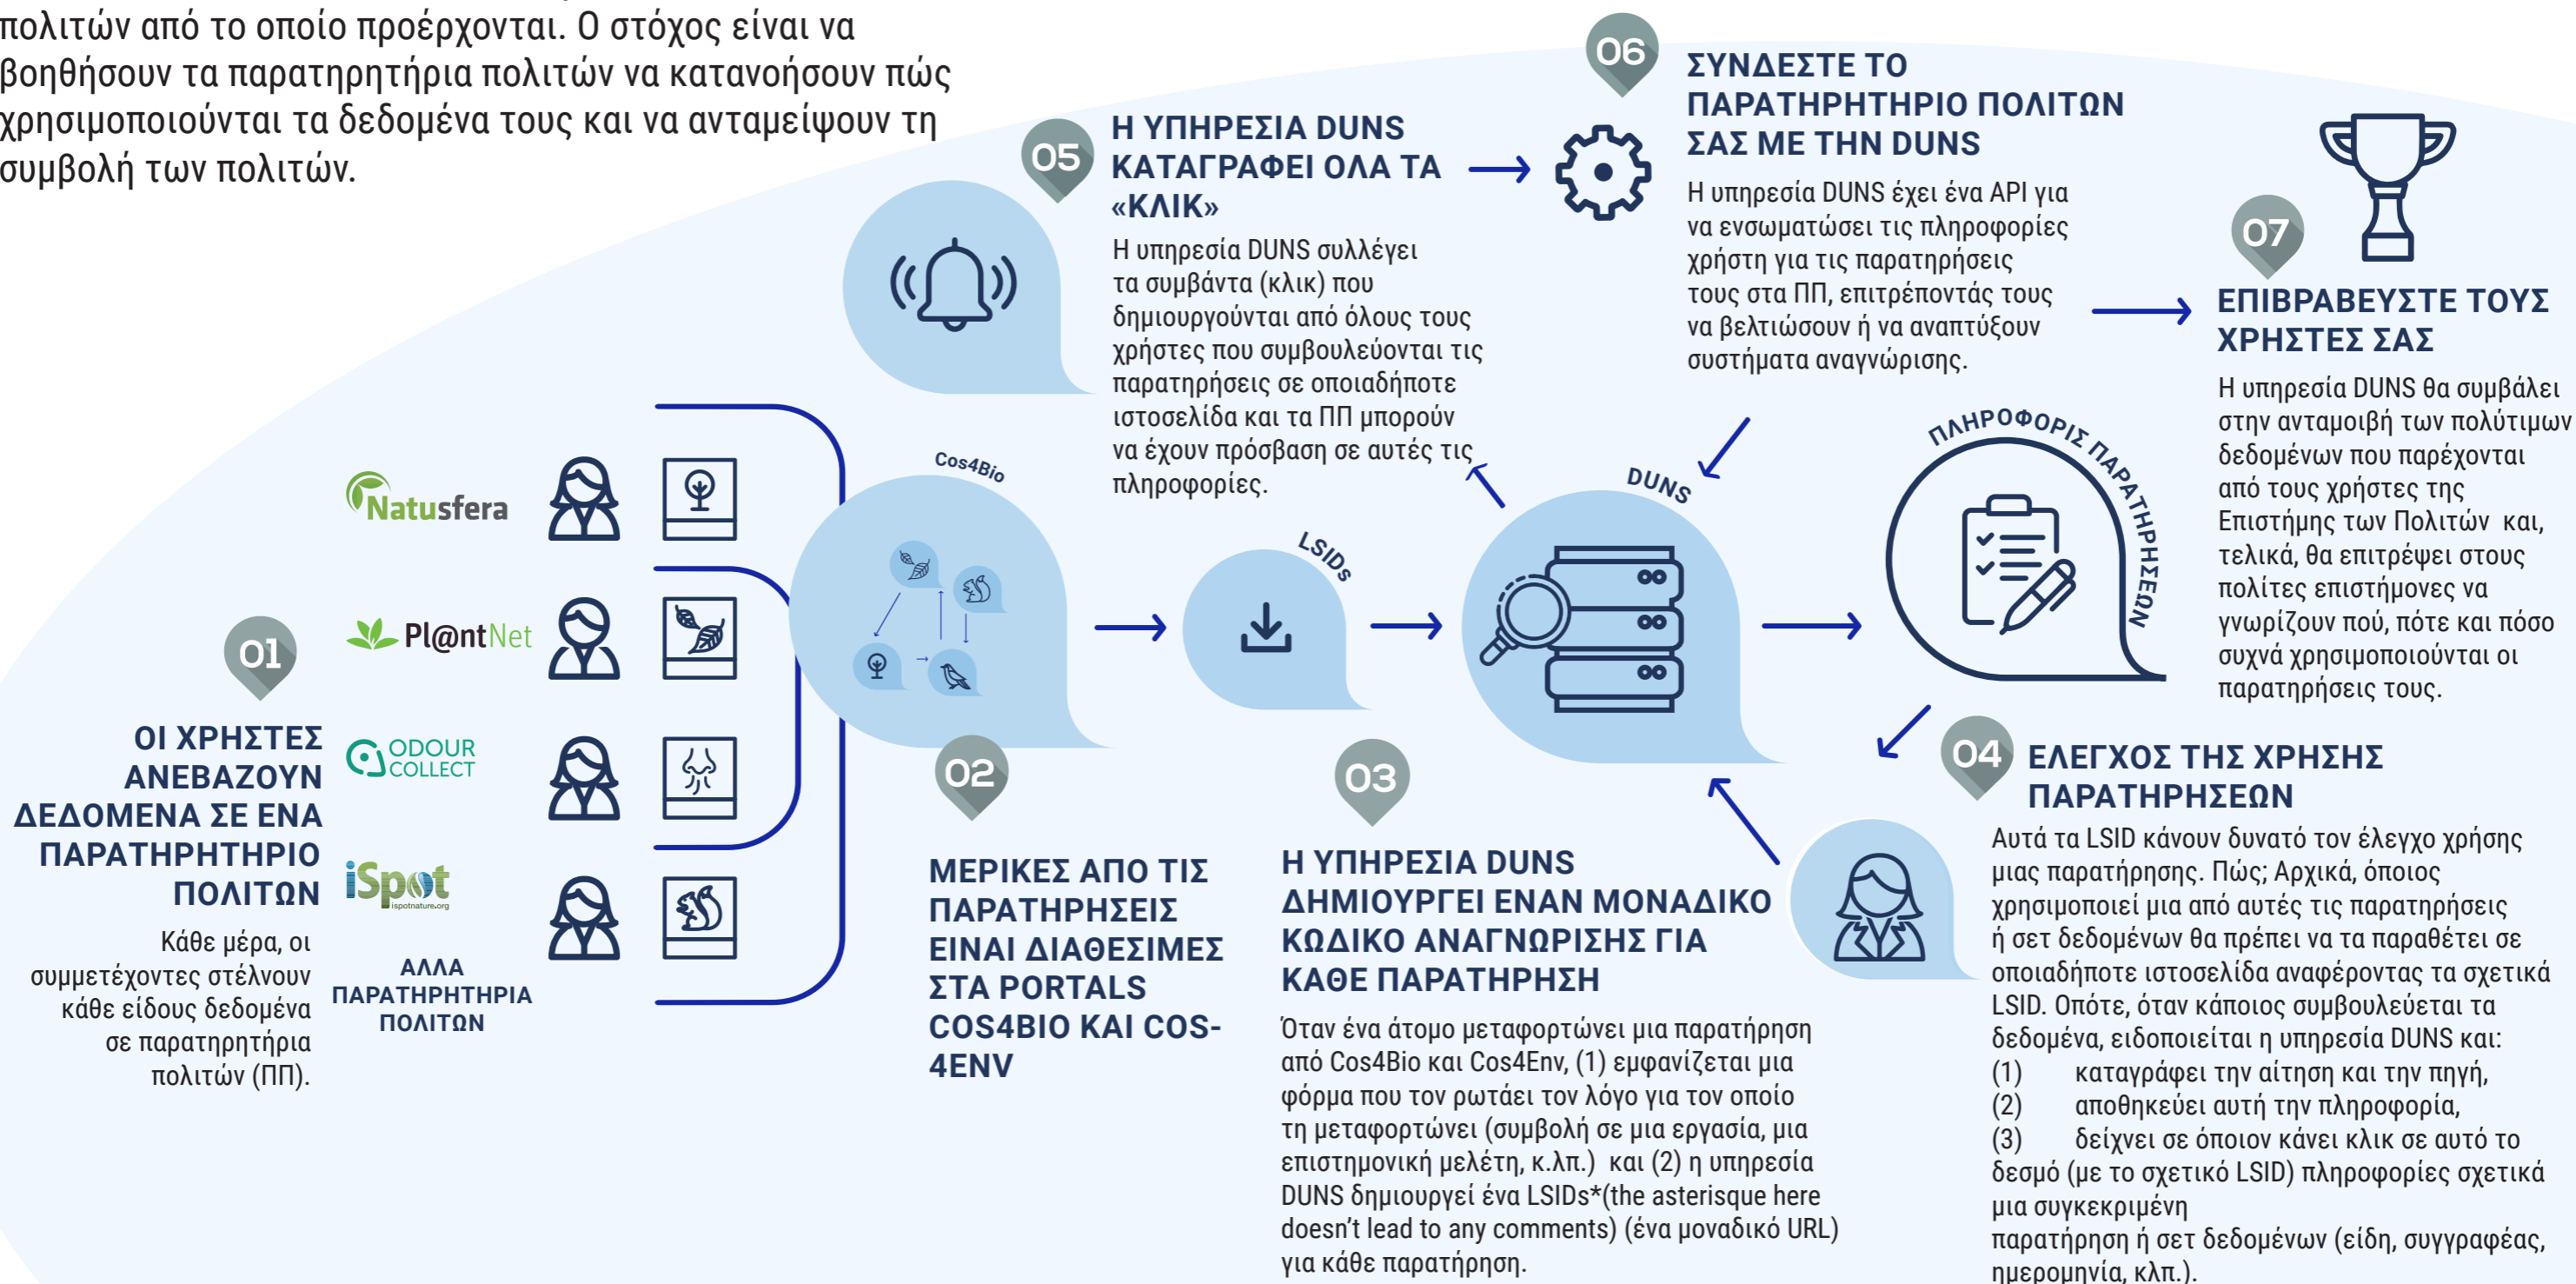 πολιτών από το οποίο προέρχονται. Ο στόχος είναι να
βοηθήσουν τα παρατηρητήρια πολιτών να κατανοήσουν πώς
χρησιμοποιούνται τα δεδομένα τους και να ανταμείψουν τη
συμβολή των πολιτών.
01
ΟΙ ΧΡΗΣΤΕΣ
ΑΝΕΒΑΖΟΥΝ
ΔΕΔΟΜΕΝΑ ΣΕ ΕΝΑ
ΠΑΡΑΤΗΡΗΤΗΡΙΟ
ΠΟΛΙΤΩΝ
Κάθε μέρα, οι
συμμετέχοντες στέλνουν
κάθε είδους δεδομένα
σε παρατηρητήρια
πολιτών (ΠΠ).
Natusfera
Pl@ntNet
ODOUR
COLLECT
iSpot
ispotnature.org
ΑΛΛΑ
ΠΑΡΑΤΗΡΗΤΗΡΙΑ
ΠΟΛΙΤΩΝ
Cos4Bio
02
ΜΕΡΙΚΕΣ ΑΠΟ ΤΙΣ
ΠΑΡΑΤΗΡΗΣΕΙΣ
ΕΙΝΑΙ ΔΙΑΘΕΣΙΜΕΣ
ΣΤΑ PORTALS
COS4BIO ΚΑΙ COS-
4ENV
LSIDs
03
Η ΥΠΗΡΕΣΙΑ DUNS
ΔΗΜΙΟΥΡΓΕΙ ΕΝΑΝ ΜΟΝΑΔΙΚΟ
ΚΩΔΙΚΟ ΑΝΑΓΝΩΡΙΣΗΣ ΓΙΑ
ΚΑΘΕ ΠΑΡΑΤΗΡΗΣΗ
Όταν ένα άτομο μεταφορτώνει μια παρατήρηση
από Cos4Bio και Cos4Env, (1) εμφανίζεται μια
φόρμα που τον ρωτάει τον λόγο για τον οποίο
τη μεταφορτώνει (συμβολή σε μια εργασία, μια
επιστημονική μελέτη, κ.λπ.) και (2) η υπηρεσία
DUNS δημιουργεί ένα LSIDs*(the asterisque here
doesn't lead to any comments) (ένα μοναδικό URL)
για κάθε παρατήρηση.
DUNS
ΠΛΗΡΟΦΟΡΙΣ ΠΑΡΑΤΗΡΗΣΕΩΝ
04
ΕΛΕΓΧΟΣ ΤΗΣ ΧΡΗΣΗΣ
ΠΑΡΑΤΗΡΗΣΕΩΝ
Αυτά τα LSID κάνουν δυνατό τον έλεγχο χρήσης
μιας παρατήρησης. Πώς; Αρχικά, όποιος
χρησιμοποιεί μια από αυτές τις παρατηρήσεις
ή σετ δεδομένων θα πρέπει να τα παραθέτει σε
οποιαδήποτε ιστοσελίδα αναφέροντας τα σχετικά
LSID. Οπότε, όταν κάποιος συμβουλεύεται τα
δεδομένα, ειδοποιείται η υπηρεσία DUNS και:
(1) καταγράφει την αίτηση και την πηγή,
(2) αποθηκεύει αυτή την πληροφορία,
(3) δείχνει σε όποιον κάνει κλικ σε αυτό το
δεσμό (με το σχετικό LSID) πληροφορίες σχετικά
μια συγκεκριμένη
παρατήρηση ή σετ δεδομένων (είδη, συγγραφέας,
ημερομηνία, κλπ.).
05
Η ΥΠΗΡΕΣΙΑ DUNS
ΚΑΤΑΓΡΑΦΕΙ ΟΛΑ ΤΑ
«ΚΛΙΚ»
Η υπηρεσία DUNS συλλέγει
τα συμβάντα (κλικ) που
δημιουργούνται από όλους τους
χρήστες που συμβουλεύονται τις
παρατηρήσεις σε οποιαδήποτε
ιστοσελίδα και τα ΠΠ μπορούν
να έχουν πρόσβαση σε αυτές τις
πληροφορίες.
06
ΣΥΝΔΕΣΤΕ ΤΟ
ΠΑΡΑΤΗΡΗΤΗΡΙΟ ΠΟΛΙΤΩΝ
ΣΑΣ ΜΕ ΤΗΝ DUNS
Η υπηρεσία DUNS έχει ένα API για
να ενσωματώσει τις πληροφορίες
χρήστη για τις παρατηρήσεις
τους στα ΠΠ, επιτρέποντάς τους
να βελτιώσουν ή να αναπτύξουν
συστήματα αναγνώρισης.
07
ΕΠΙΒΡΑΒΕΥΣΤΕ ΤΟΥΣ
ΧΡΗΣΤΕΣ ΣΑΣ
Η υπηρεσία DUNS θα συμβάλει
στην ανταμοιβή των πολύτιμων
δεδομένων που παρέχονται
από τους χρήστες της
Επιστήμης των Πολιτών και,
τελικά, θα επιτρέψει στους
πολίτες επιστήμονες να
γνωρίζουν πού, πότε και πόσο
συχνά χρησιμοποιούνται οι
παρατηρήσεις τους.